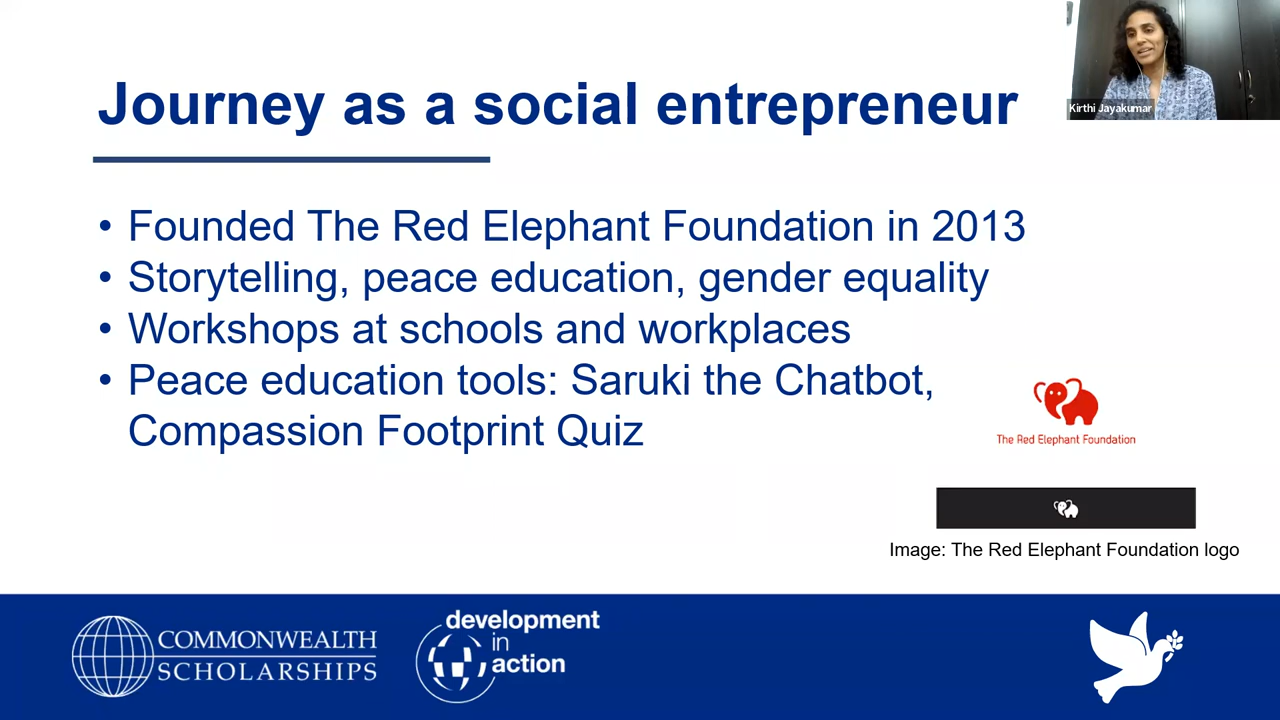 Journey as a social entrepreneur
Kirthi Jayakumar
• Founded The Red Elephant Foundation in 2013
• Storytelling, peace education, gender equality
• Workshops at schools and workplaces
• Peace education tools: Saruki the Chatbot,
Compassion Footprint Quiz
The Red Elephant Foundation
Image: The Red Elephant Foundation logo
COMMONWEALTH
SCHOLARSHIPS
development
in
action